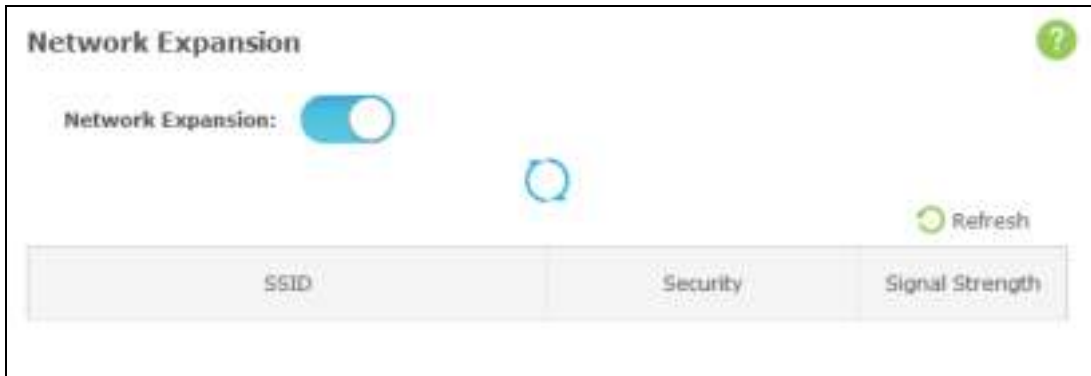 Network Expansion
?
Network Expansion:
Refresh
SSID Security Signal Strength